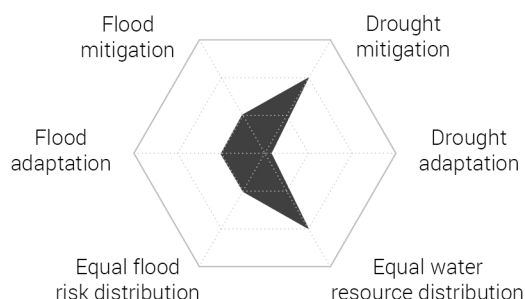 Flood
mitigation
Drought
mitigation
Flood
adaptation
Drought
adaptation
Equal flood
risk distribution
Equal water
resource distribution